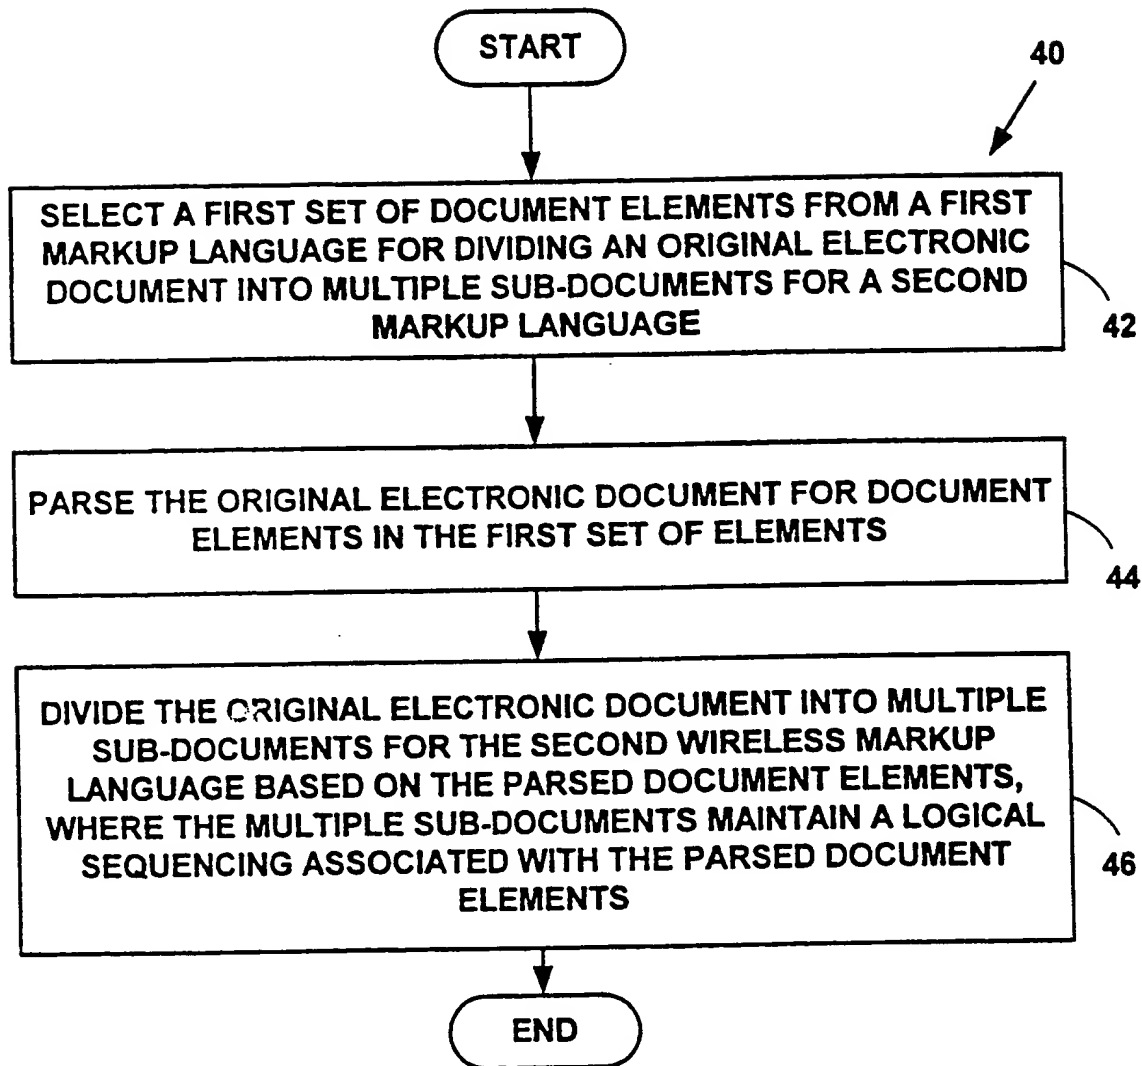 START
40
SELECT A FIRST SET OF DOCUMENT ELEMENTS FROM A FIRST
MARKUP LANGUAGE FOR DIVIDING AN ORIGINAL ELECTRONIC
DOCUMENT INTO MULTIPLE SUB-DOCUMENTS FOR A SECOND
MARKUP LANGUAGE
42
PARSE THE ORIGINAL ELECTRONIC DOCUMENT FOR DOCUMENT
ELEMENTS IN THE FIRST SET OF ELEMENTS
44
DIVIDE THE ORIGINAL ELECTRONIC DOCUMENT INTO MULTIPLE
SUB-DOCUMENTS FOR THE SECOND WIRELESS MARKUP
LANGUAGE BASED ON THE PARSED DOCUMENT ELEMENTS,
WHERE THE MULTIPLE SUB-DOCUMENTS MAINTAIN A LOGICAL
SEQUENCING ASSOCIATED WITH THE PARSED DOCUMENT
ELEMENTS
46
END